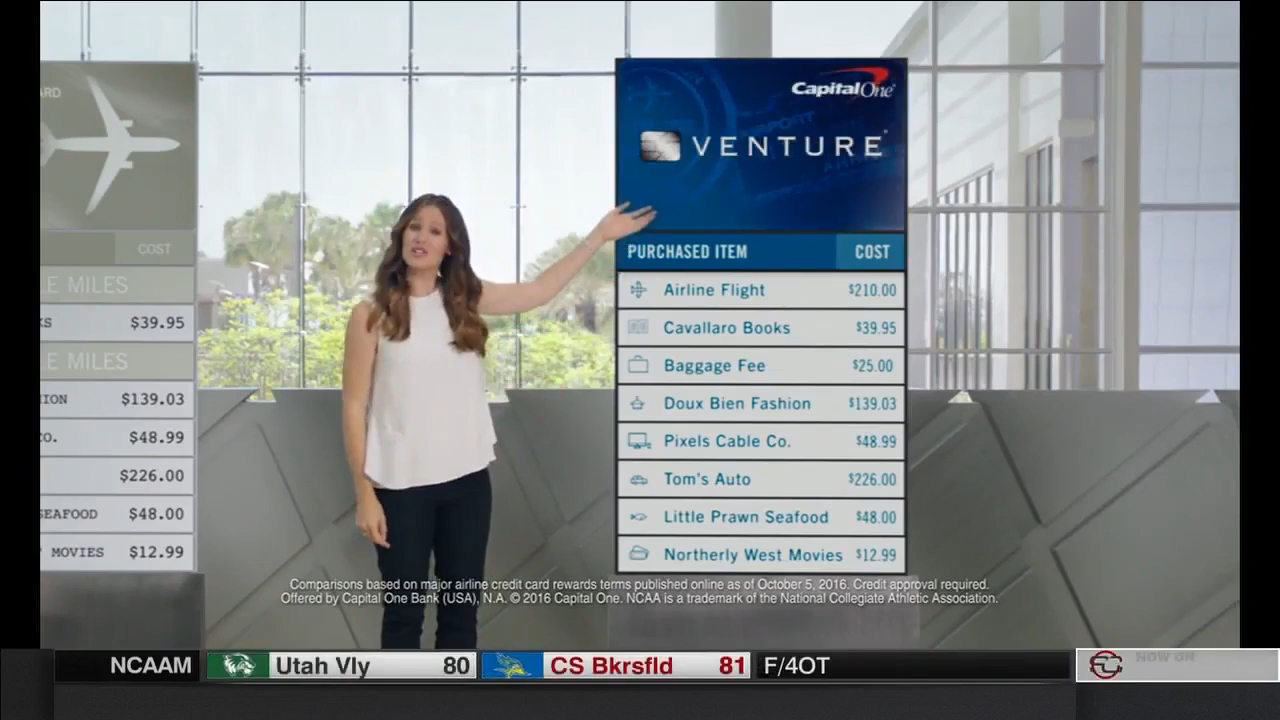 ARD
COST
E MILES
KS $39.95
E MILES
ION $139.03
CO. $48.99
$226.00
SEAFOOD $48.00
MOVIES $12.99
Capital One
VENTURE®
PURCHASED ITEM COST
Airline Flight $210.00
Cavallaro Books $39.95
Baggage Fee $25.00
Doux Bien Fashion $139.03
Pixels Cable Co. $48.99
Tom's Auto $226.00
Little Prawn Seafood $48.00
Northerly West Movies $12.99
Comparisons based on major airline credit card rewards terms published online as of October 5, 2016. Credit approval required.
Offered by Capital One Bank (USA), N.A. © 2016 Capital One. NCAA is a trademark of the National Collegiate Athletic Association.
NCAAM Utah Vly 80 CS Bkrsfld 81 F/4OT
NOW ON